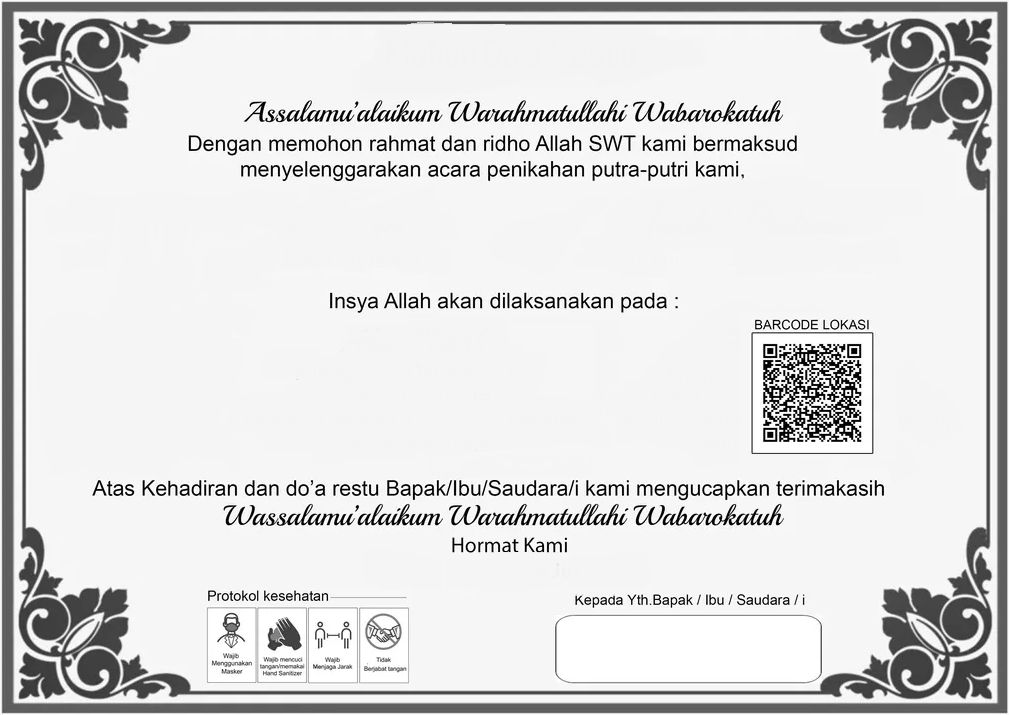 Assalamu'alaikum Warahmatullahi Wabarokatuh
Dengan memohon rahmat dan ridho Allah SWT kami bermaksud
menyelenggarakan acara penikahan putra-putri kami,
Insya Allah akan dilaksanakan pada :
BARCODE LOKASI
Atas Kehadiran dan do'a restu Bapak/Ibu/Saudara/i kami mengucapkan terimakasih
Wassalamu'alaikum Warahmatullahi Wabarokatuh
Hormat Kami
Protokol kesehatan
Wajib
Menggunakan
Masker
Wajib mencuci
tangan/memakai
Hand Sanitizer
Wajib
Menjaga Jarak
Tidak
Berjabat tangan
Kepada Yth.Bapak / Ibu / Saudara / i